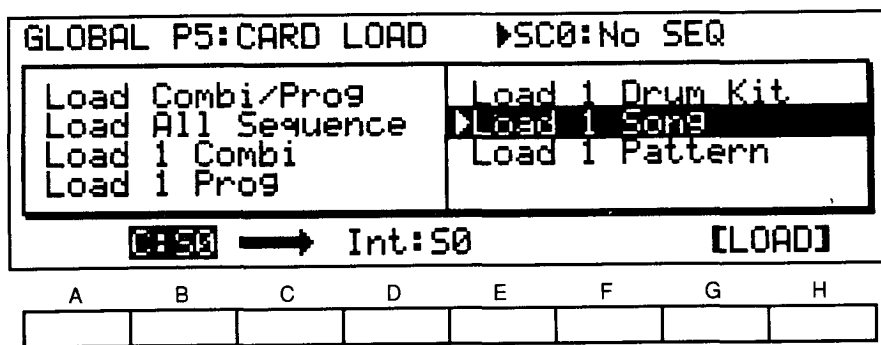 GLOBAL P5:CARD LOAD ▶SC0:No SEQ
Load Combi/Prog
Load All Sequence
Load 1 Combi
Load 1 Prog
Load 1 Drum Kit
▶Load 1 Song
Load 1 Pattern
C:S0 → Int:S0 [LOAD]
A B C D E F G H